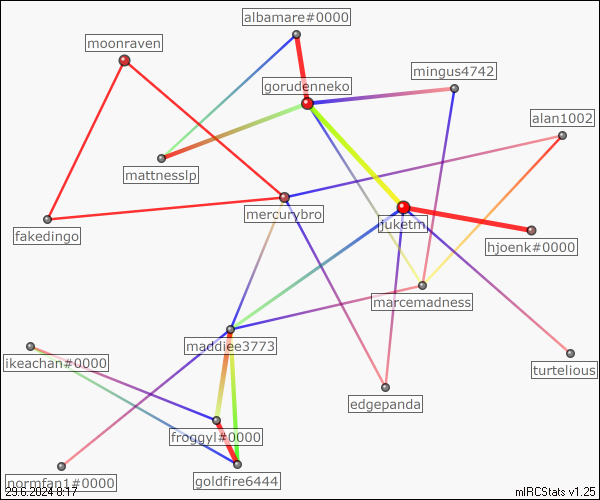 albamare#0000
moonraven
mingus4742
gorudenneko
alan1002
mattnesslp
mercurybro
juketm
fakedingo
hjoenk#0000
marcemadness
maddiee3773
ikeachan#0000
turtelious
edgepanda
froggyl#0000
goldfire6444
normfan1#0000
29.6.2024 8:17
mIRCStats v1.25